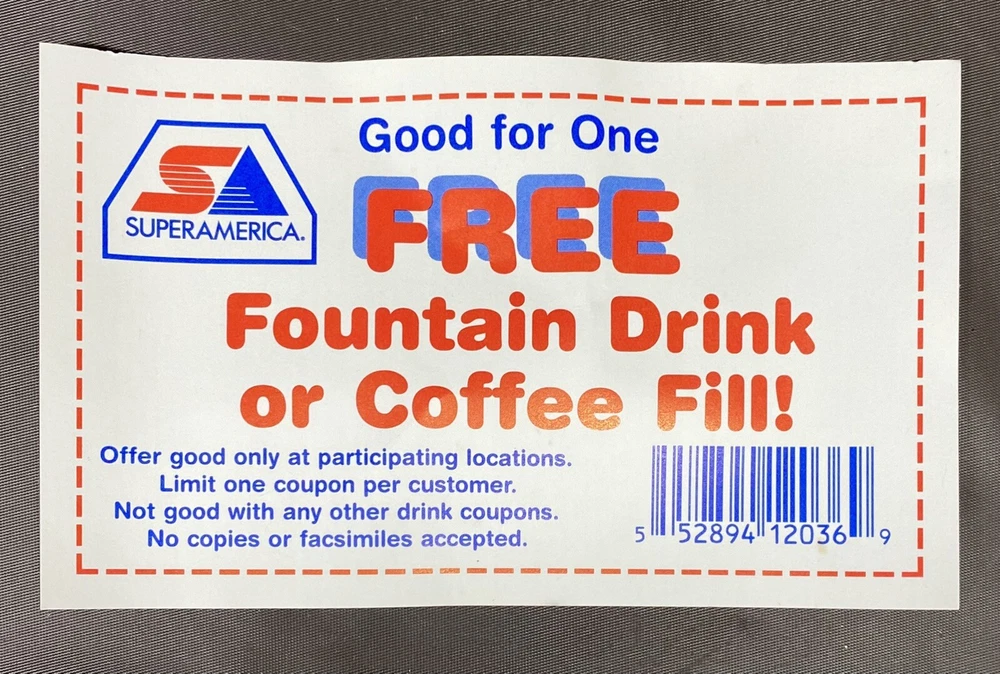 SUPERAMERICA.
Good for One
FREE
Fountain Drink
or Coffee Fill!
Offer good only at participating locations.
Limit one coupon per customer.
Not good with any other drink coupons.
No copies or facsimiles accepted.
5 52894 12036 9